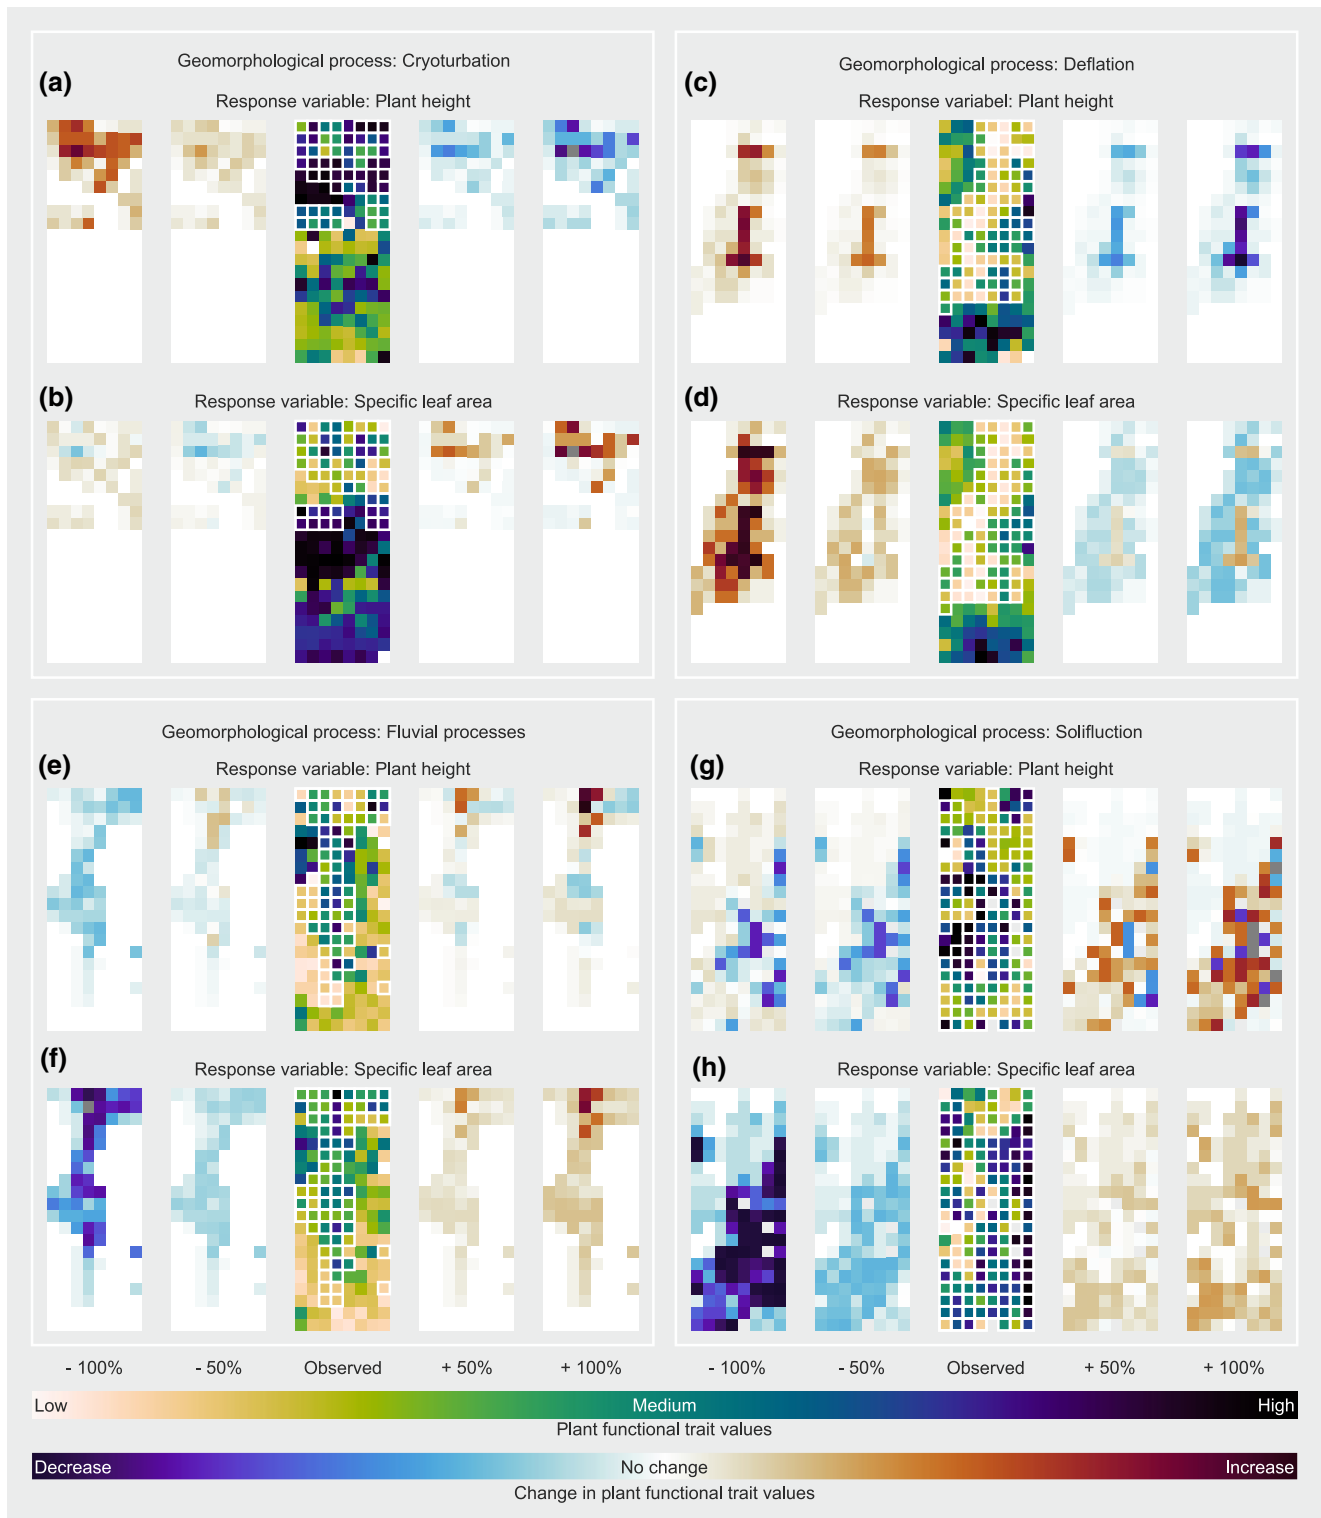 Geomorphological process: Cryoturbation
(a)
Response variable: Plant height
(b)
Response variable: Specific leaf area
Geomorphological process: Deflation
(c)
Response variabel: Plant height
(d)
Response variable: Specific leaf area
Geomorphological process: Fluvial processes
(e)
Response variable: Plant height
(f)
Response variable: Specific leaf area
Geomorphological process: Solifluction
(g)
Response variable: Plant height
(h)
Response variable: Specific leaf area
- 100% - 50% Observed + 50% + 100% - 100% - 50% Observed + 50% + 100%
Low Medium High
Plant functional trait values
Decrease No change Increase
Change in plant functional trait values